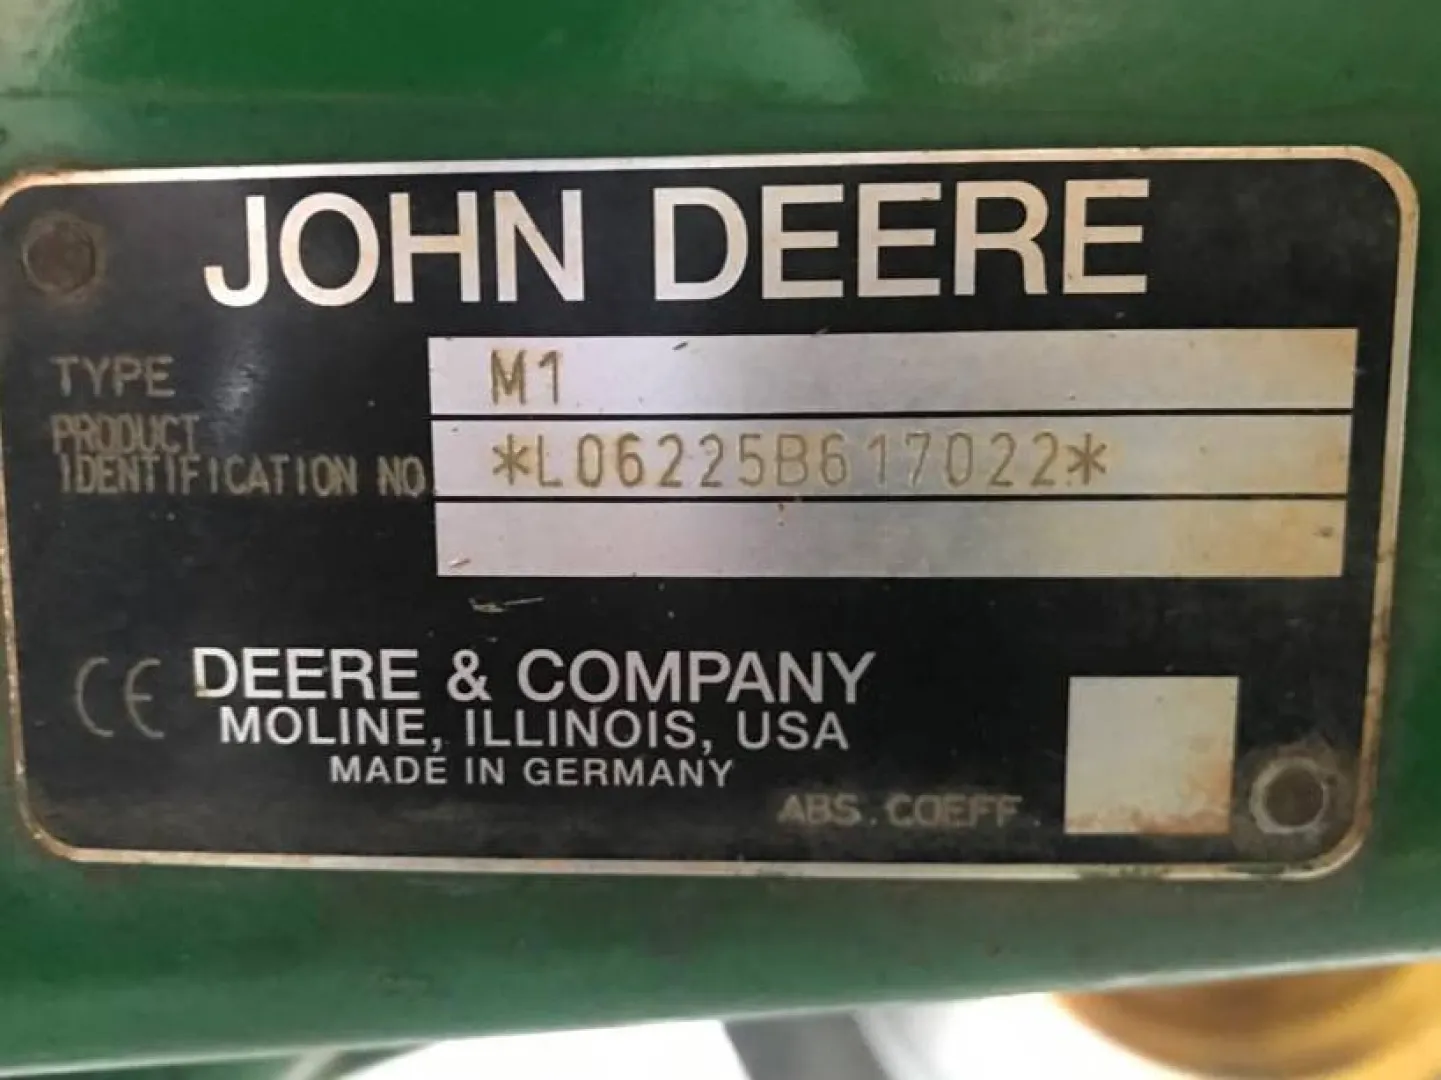 JOHN DEERE
TYPE M1
PRODUCT
IDENTIFICATION NO. *L06225B617022*
CE DEERE & COMPANY
MOLINE, ILLINOIS, USA
MADE IN GERMANY
ABS. COEFF.